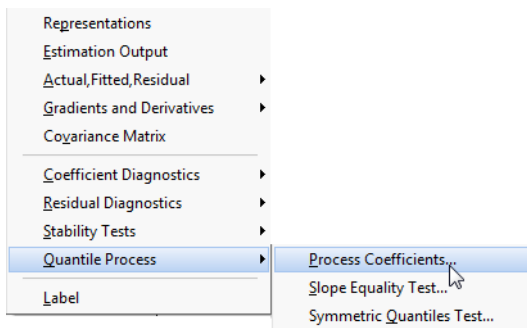 Representations
Estimation Output
Actual,Fitted,Residual
Gradients and Derivatives
Covariance Matrix
Coefficient Diagnostics
Residual Diagnostics
Stability Tests
Quantile Process
Label
Process Coefficients...
Slope Equality Test...
Symmetric Quantiles Test...